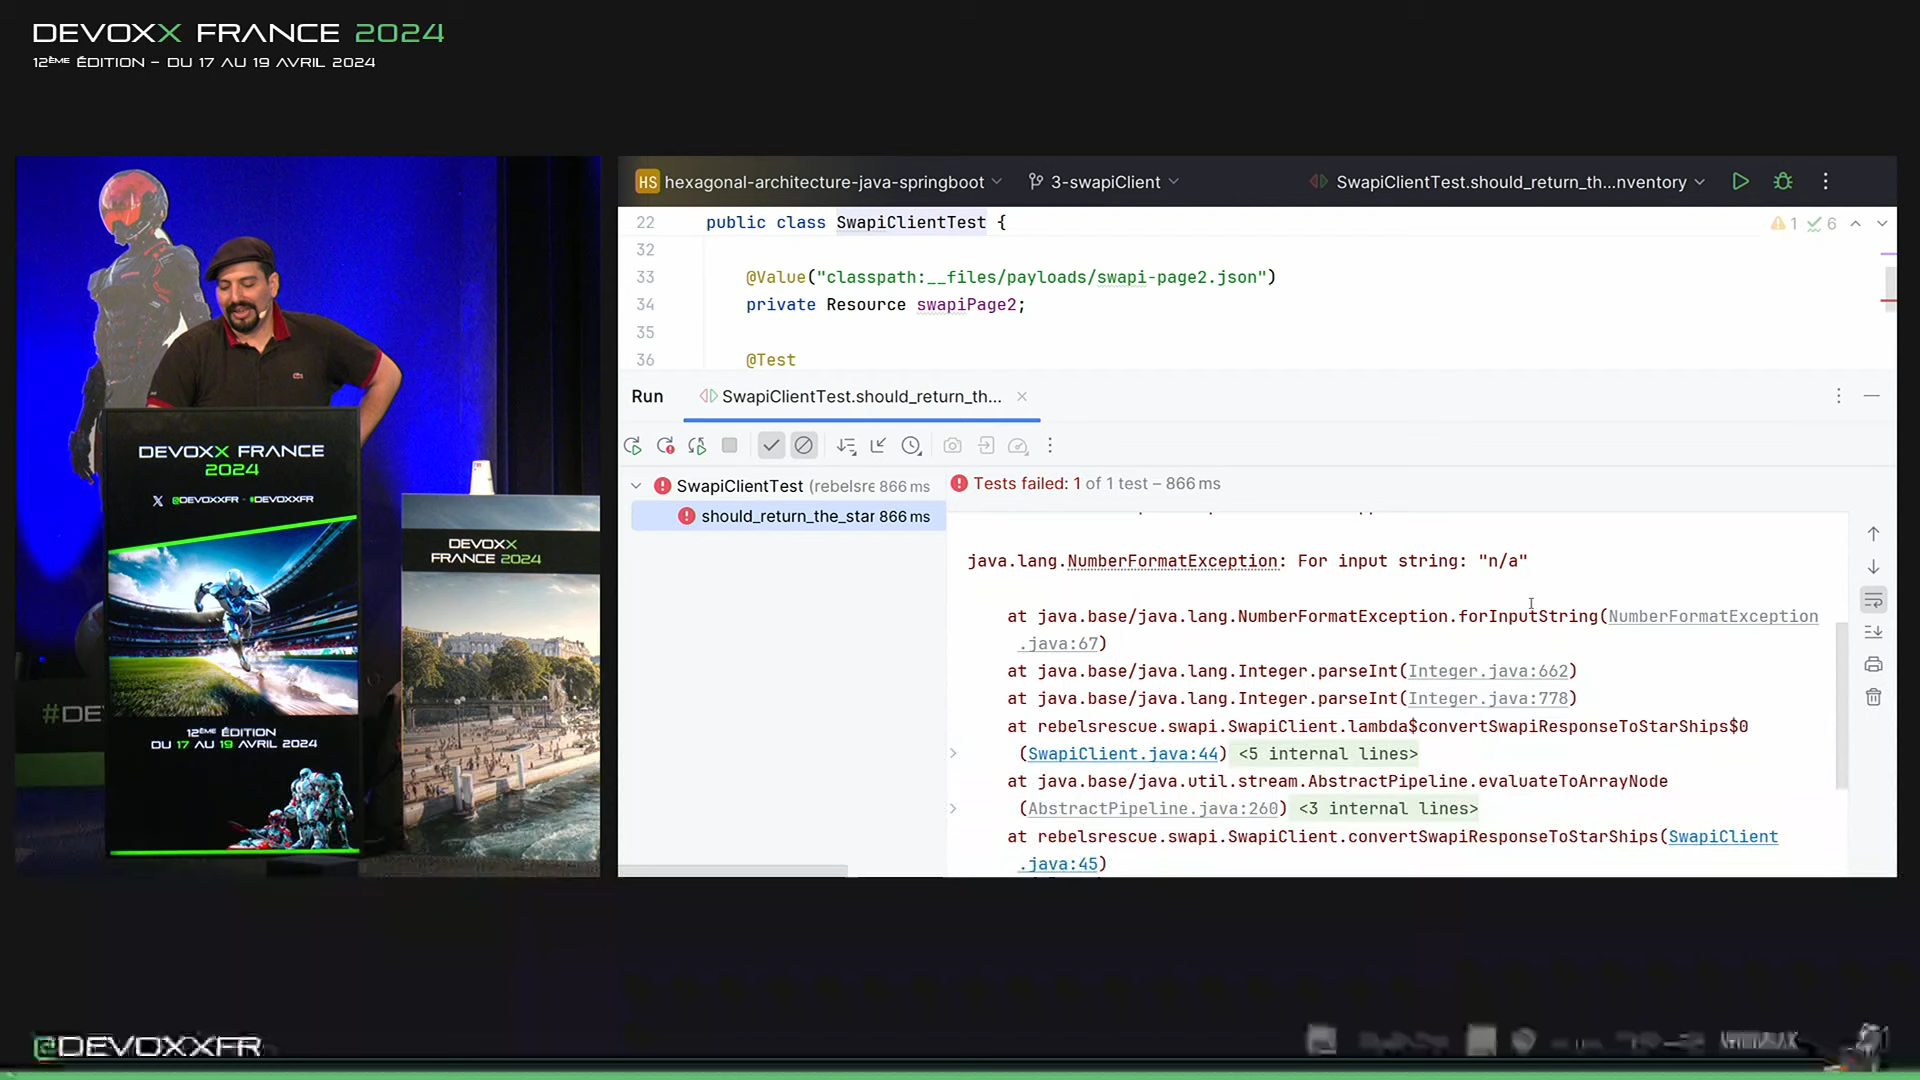 DEVOXX FRANCE 2024
12ÈME ÉDITION - DU 17 AU 19 AVRIL 2024
HS hexagonal-architecture-java-springboot
3-swapiClient
SwapiClientTest.should_return_th...nventory
22 public class SwapiClientTest {
1 6
32
33 @Value("classpath:__files/payloads/swapi-page2.json")
34 private Resource swapiPage2;
35
36 @Test
Run SwapiClientTest.should_return_th...
SwapiClientTest (rebelsre 866 ms
should_return_the_star 866 ms
Tests failed: 1 of 1 test – 866 ms
java.lang.NumberFormatException: For input string: "n/a"
at java.base/java.lang.NumberFormatException.forInputString(NumberFormatException
.java:67)
at java.base/java.lang.Integer.parseInt(Integer.java:662)
at java.base/java.lang.Integer.parseInt(Integer.java:778)
at rebelsrescue.swapi.SwapiClient.lambda$convertSwapiResponseToStarShips$0
(SwapiClient.java:44) <5 internal lines>
at java.base/java.util.stream.AbstractPipeline.evaluateToArrayNode
(AbstractPipeline.java:260) <3 internal lines>
at rebelsrescue.swapi.SwapiClient.convertSwapiResponseToStarShips(SwapiClient
.java:45)
DEVOXX FRANCE
2024
X @DEVOXXFR - #DEVOXXFR
12ÈME ÉDITION
DU 17 AU 19 AVRIL 2024
DEVOXX
FRANCE 2024
#DE
@DEVOXXFR